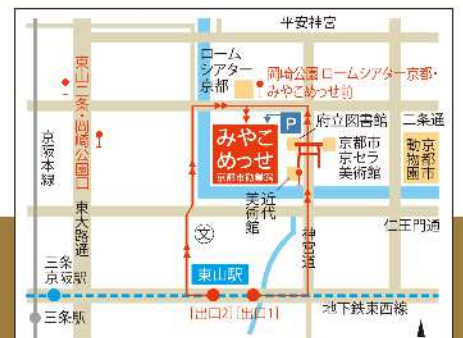 平安神宮
ローム
シアター
京都
岡崎公園 ロームシアター京都・
みやこめっせ前
東山二条・岡崎公園口
P
府立図書館
二条通
みやこ
めっせ
京都市勧業館
京都市
京セラ
美術館
京都市
動物園
京阪本線
近代
美術館
東大路通
仁王門通
神宮道
文
三条
京阪駅
東山駅
地下鉄東西線
三条駅
[出口2]
[出口1]